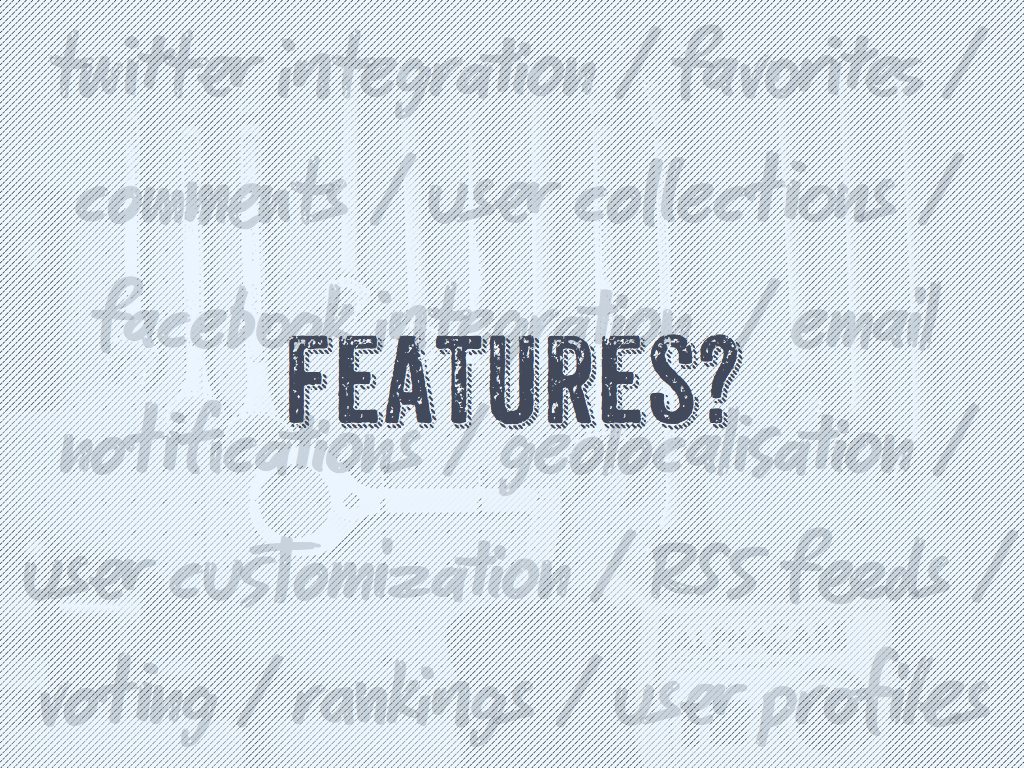 twitter integration / favorites /
comments / user collections /
facebook integration / email
FEATURES?
notifications / geolocalisation /
user customization / RSS feeds /
voting / rankings / user profiles